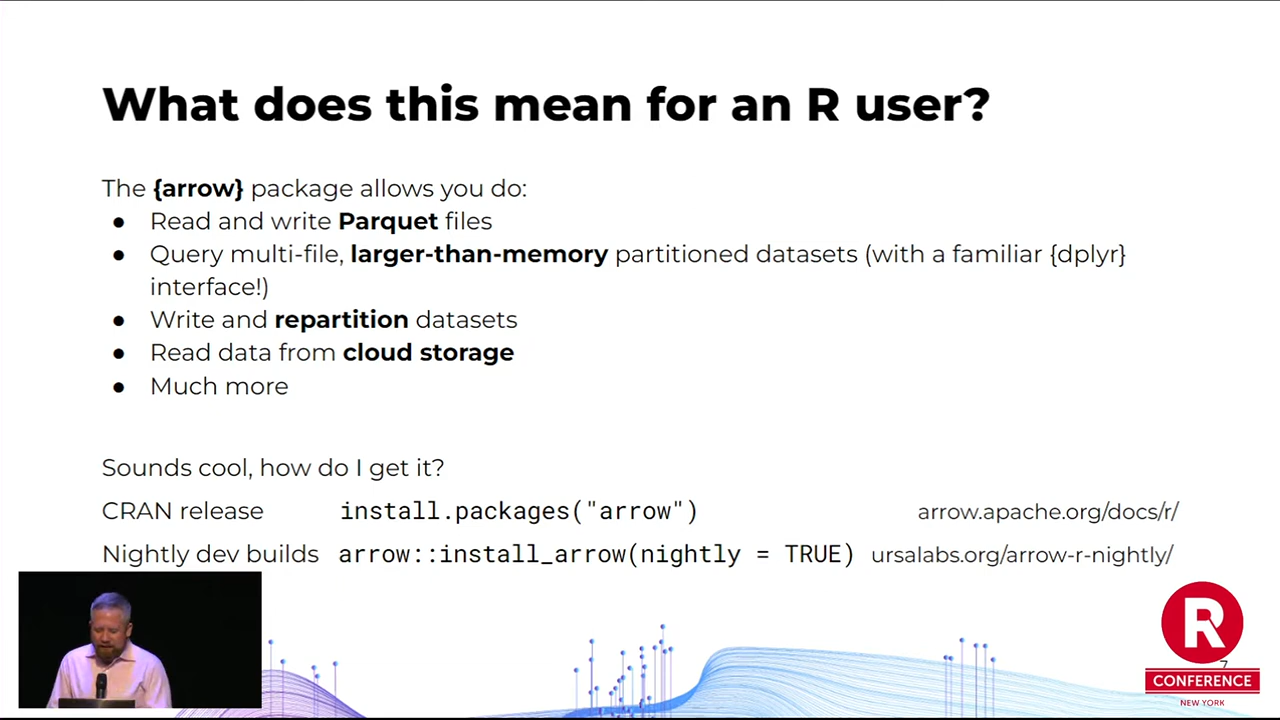 What does this mean for an R user?
The {arrow} package allows you do:
● Read and write Parquet files
● Query multi-file, larger-than-memory partitioned datasets (with a familiar {dplyr}
interface!)
● Write and repartition datasets
● Read data from cloud storage
● Much more
Sounds cool, how do I get it?
CRAN release install.packages("arrow") arrow.apache.org/docs/r/
Nightly dev builds arrow::install_arrow(nightly = TRUE) ursalabs.org/arrow-r-nightly/
R
7
CONFERENCE
NEW YORK